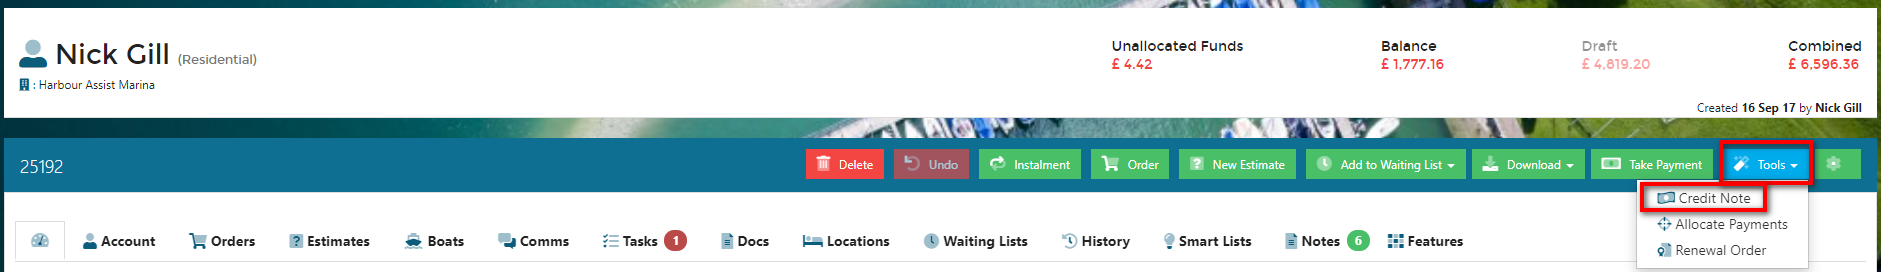 Nick Gill (Residential)
: Harbour Assist Marina
Unallocated Funds Balance Draft Combined
£ 4.42 £ 1,777.16 £ 4,819.20 £ 6,596.36
Created 16 Sep 17 by Nick Gill
25192 Delete Undo Instalment Order New Estimate Add to Waiting List Download Take Payment Tools
Credit Note
Allocate Payments
Renewal Order
Account Orders Estimates Boats Comms Tasks 1 Docs Locations Waiting Lists History Smart Lists Notes 6 Features